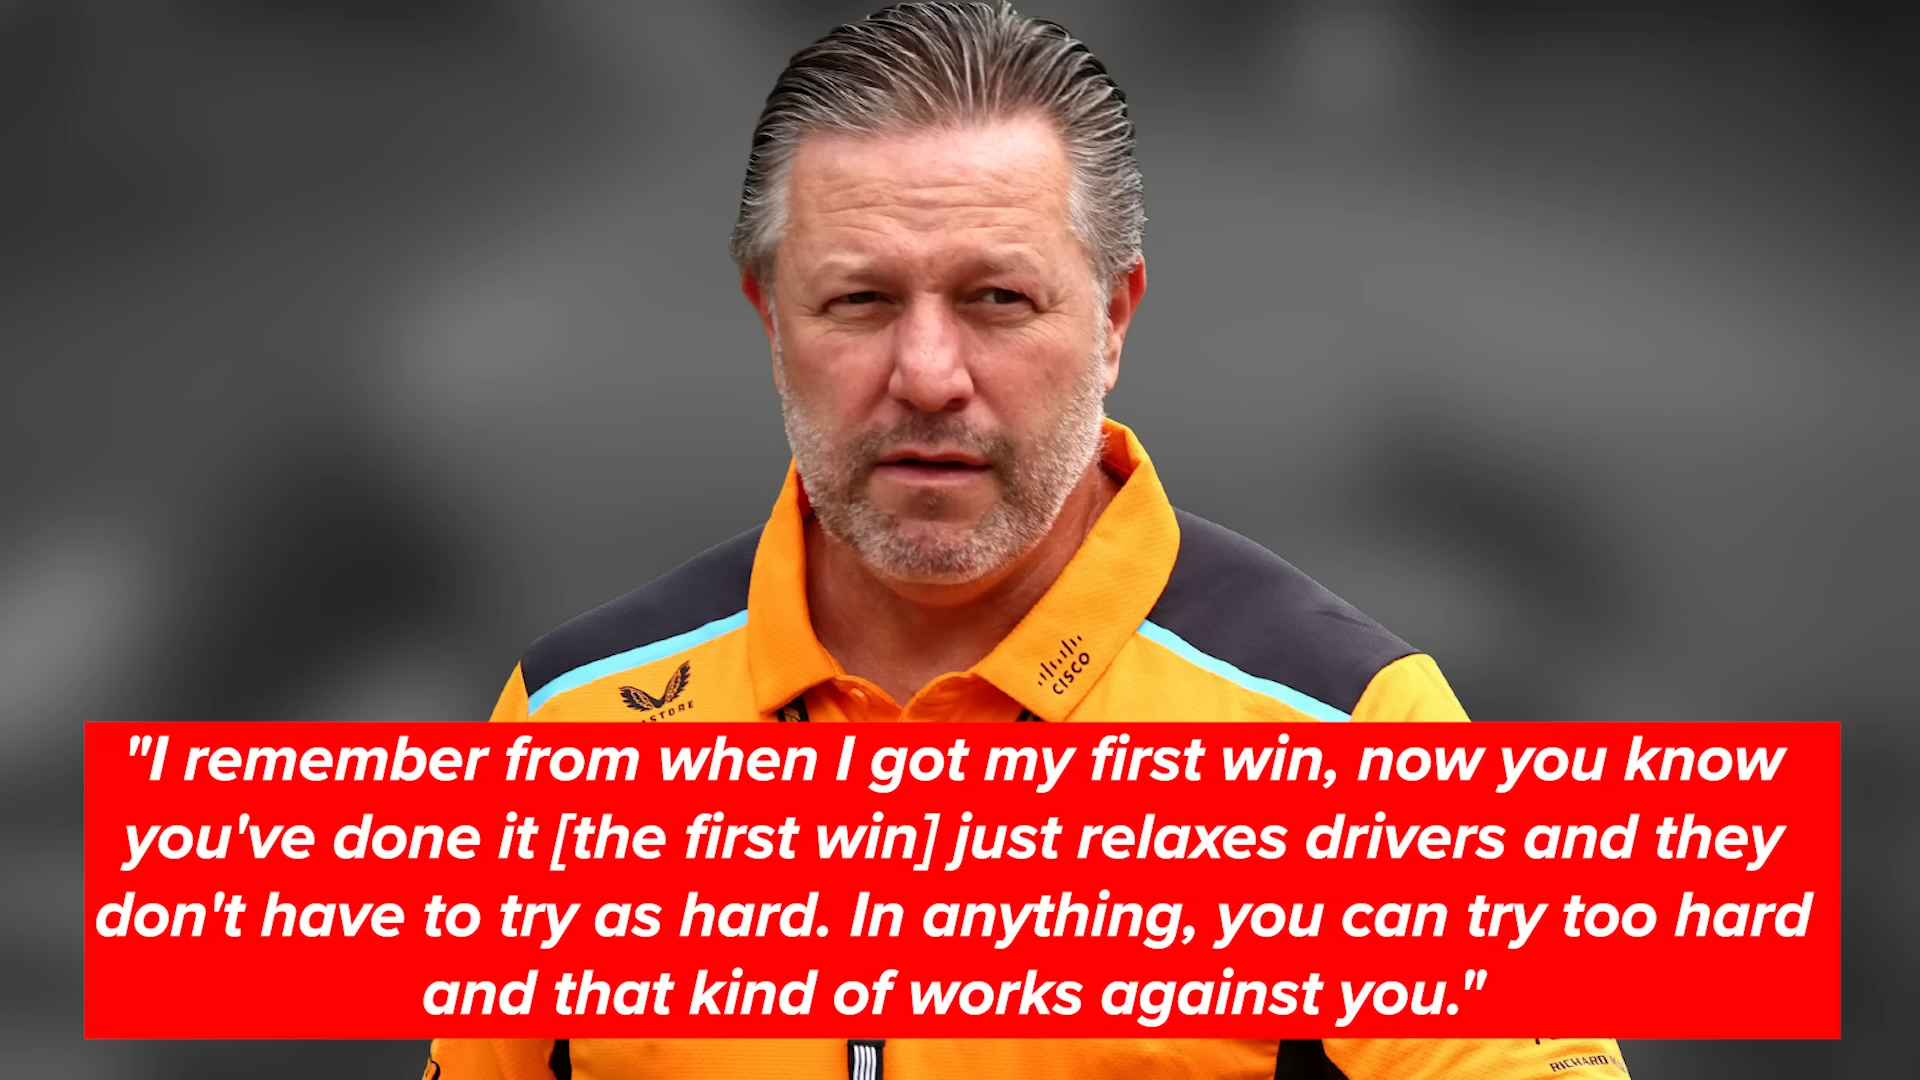 CISCO
"I remember from when I got my first win, now you know
you've done it [the first win] just relaxes drivers and they
don't have to try as hard. In anything, you can try too hard
and that kind of works against you."
RICHARD